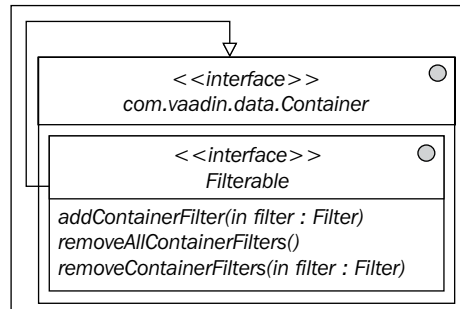 <<interface>>
com.vaadin.data.Container
<<interface>>
Filterable
addContainerFilter(in filter : Filter)
removeAllContainerFilters()
removeContainerFilters(in filter : Filter)